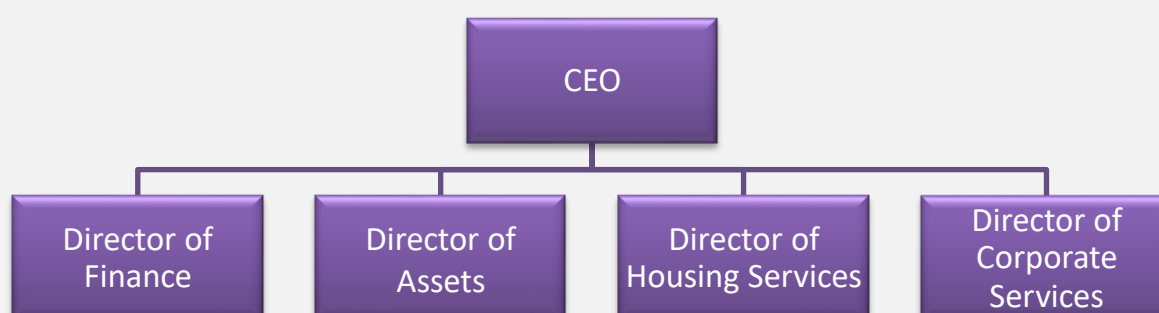 CEO
Director of
Finance
Director of
Assets
Director of
Housing Services
Director of
Corporate
Services